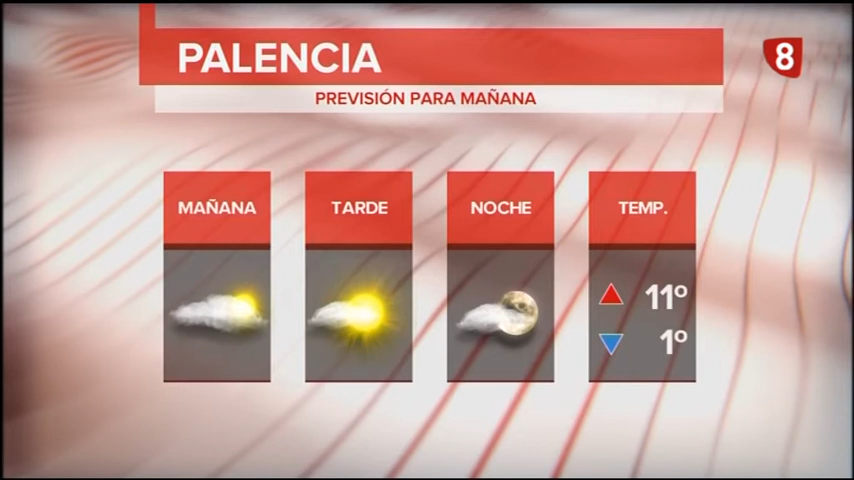 PALENCIA
8
PREVISIÓN PARA MAÑANA
MAÑANA
TARDE
NOCHE
TEMP.
11º
1º